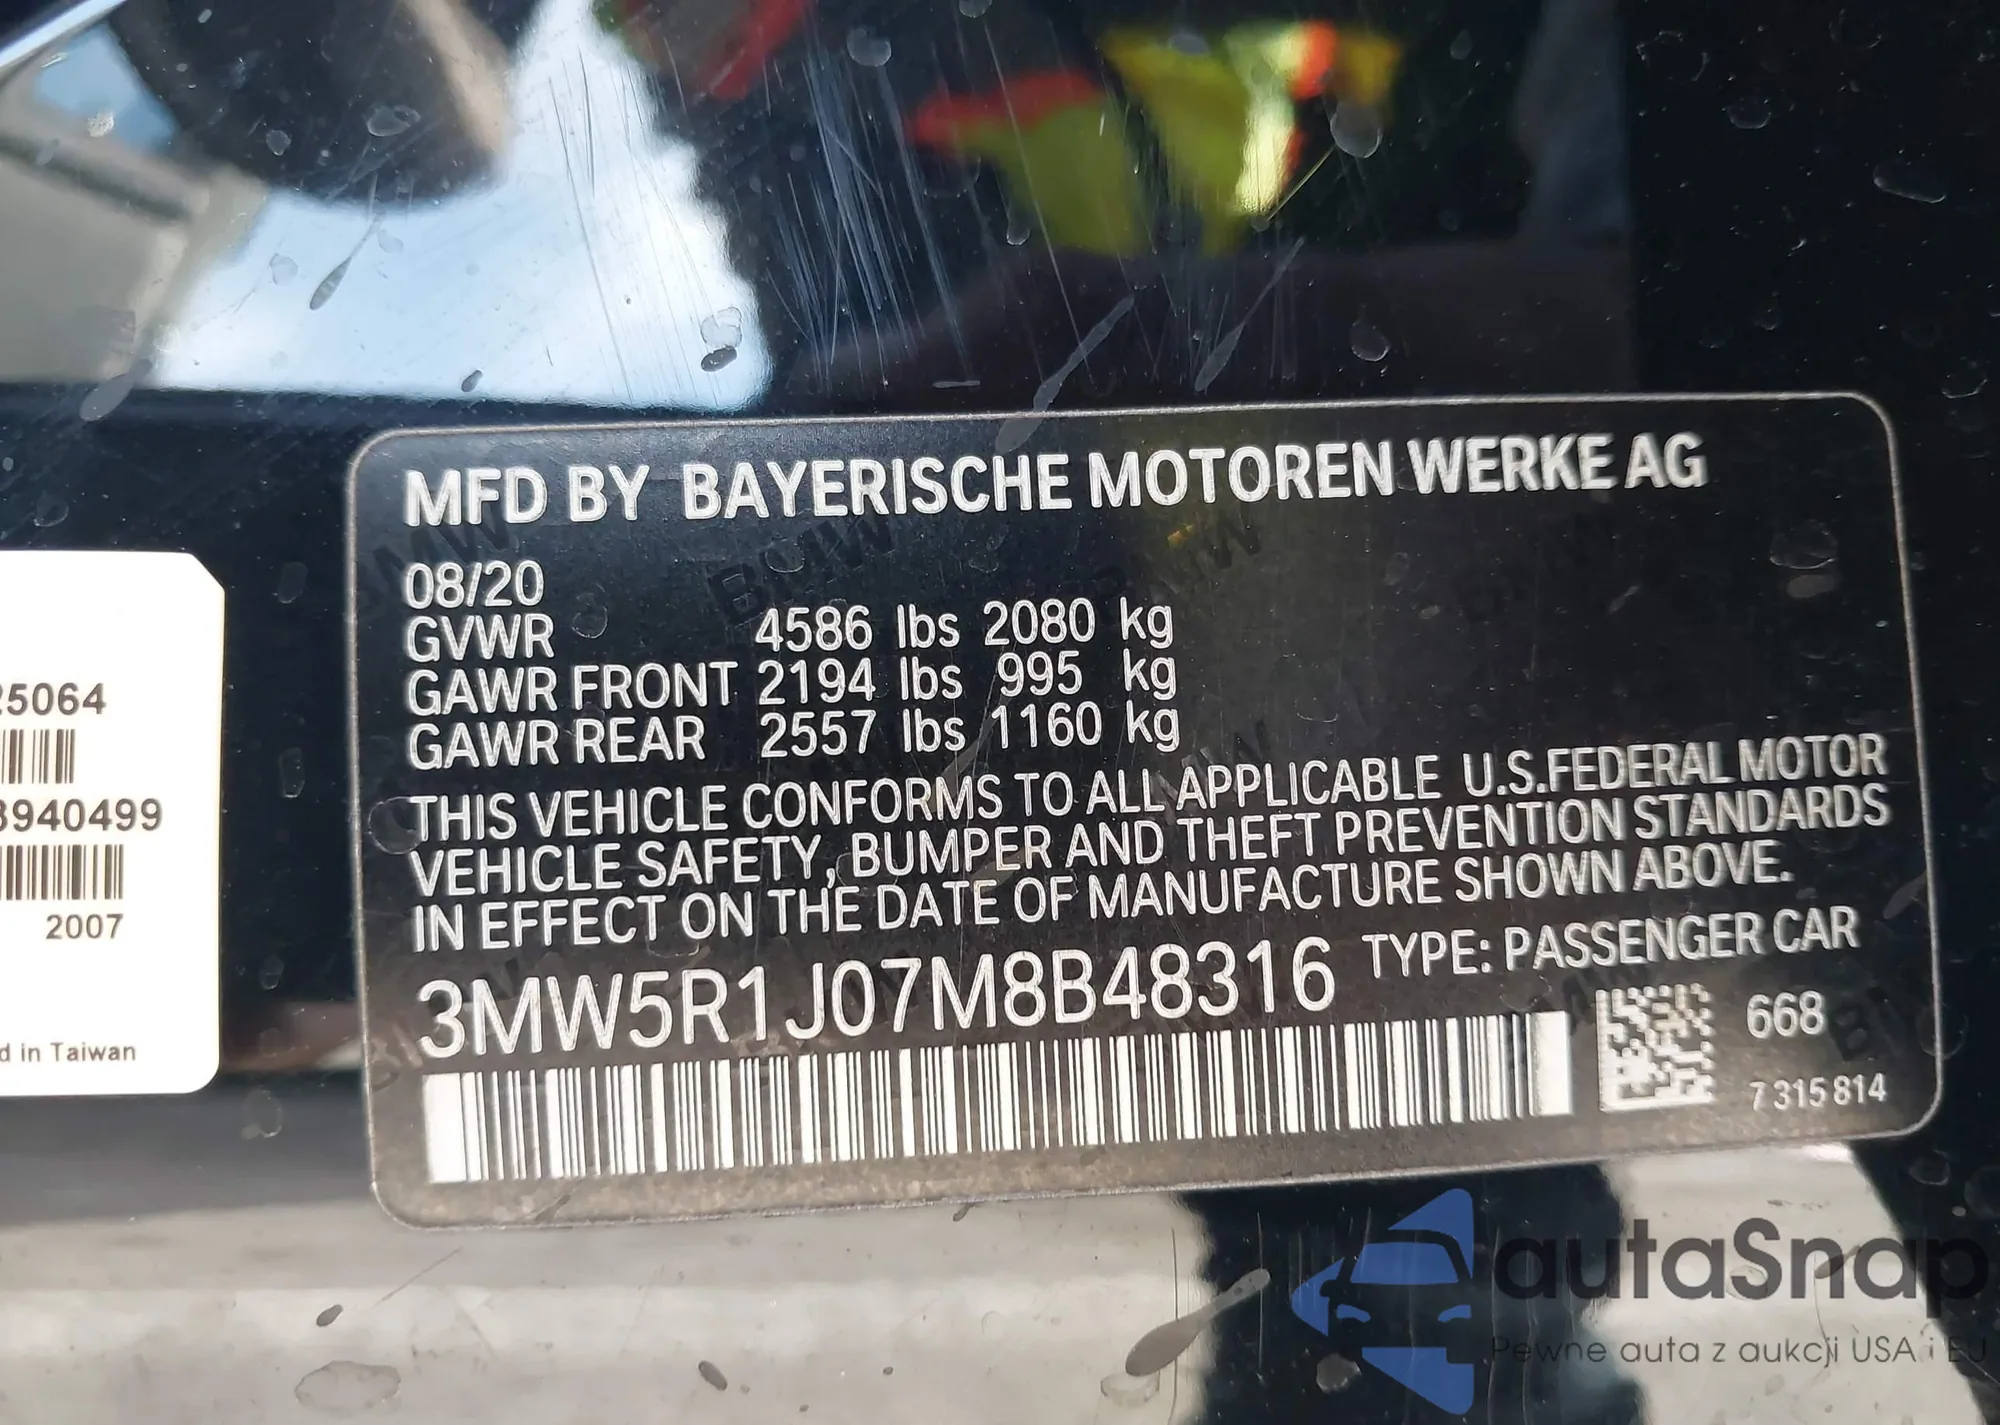 MFD BY BAYERISCHE MOTOREN WERKE AG
08/20
GVWR 4586 lbs 2080 kg
GAWR FRONT 2194 lbs 995 kg
GAWR REAR 2557 lbs 1160 kg
THIS VEHICLE CONFORMS TO ALL APPLICABLE U.S.FEDERAL MOTOR
VEHICLE SAFETY, BUMPER AND THEFT PREVENTION STANDARDS
IN EFFECT ON THE DATE OF MANUFACTURE SHOWN ABOVE.
3MW5R1J07M8B48316 TYPE: PASSENGER CAR
668
7 315 814
25064
3940499
2007
d in Taiwan
autaSnap
Pewne auta z aukcji USA i EU